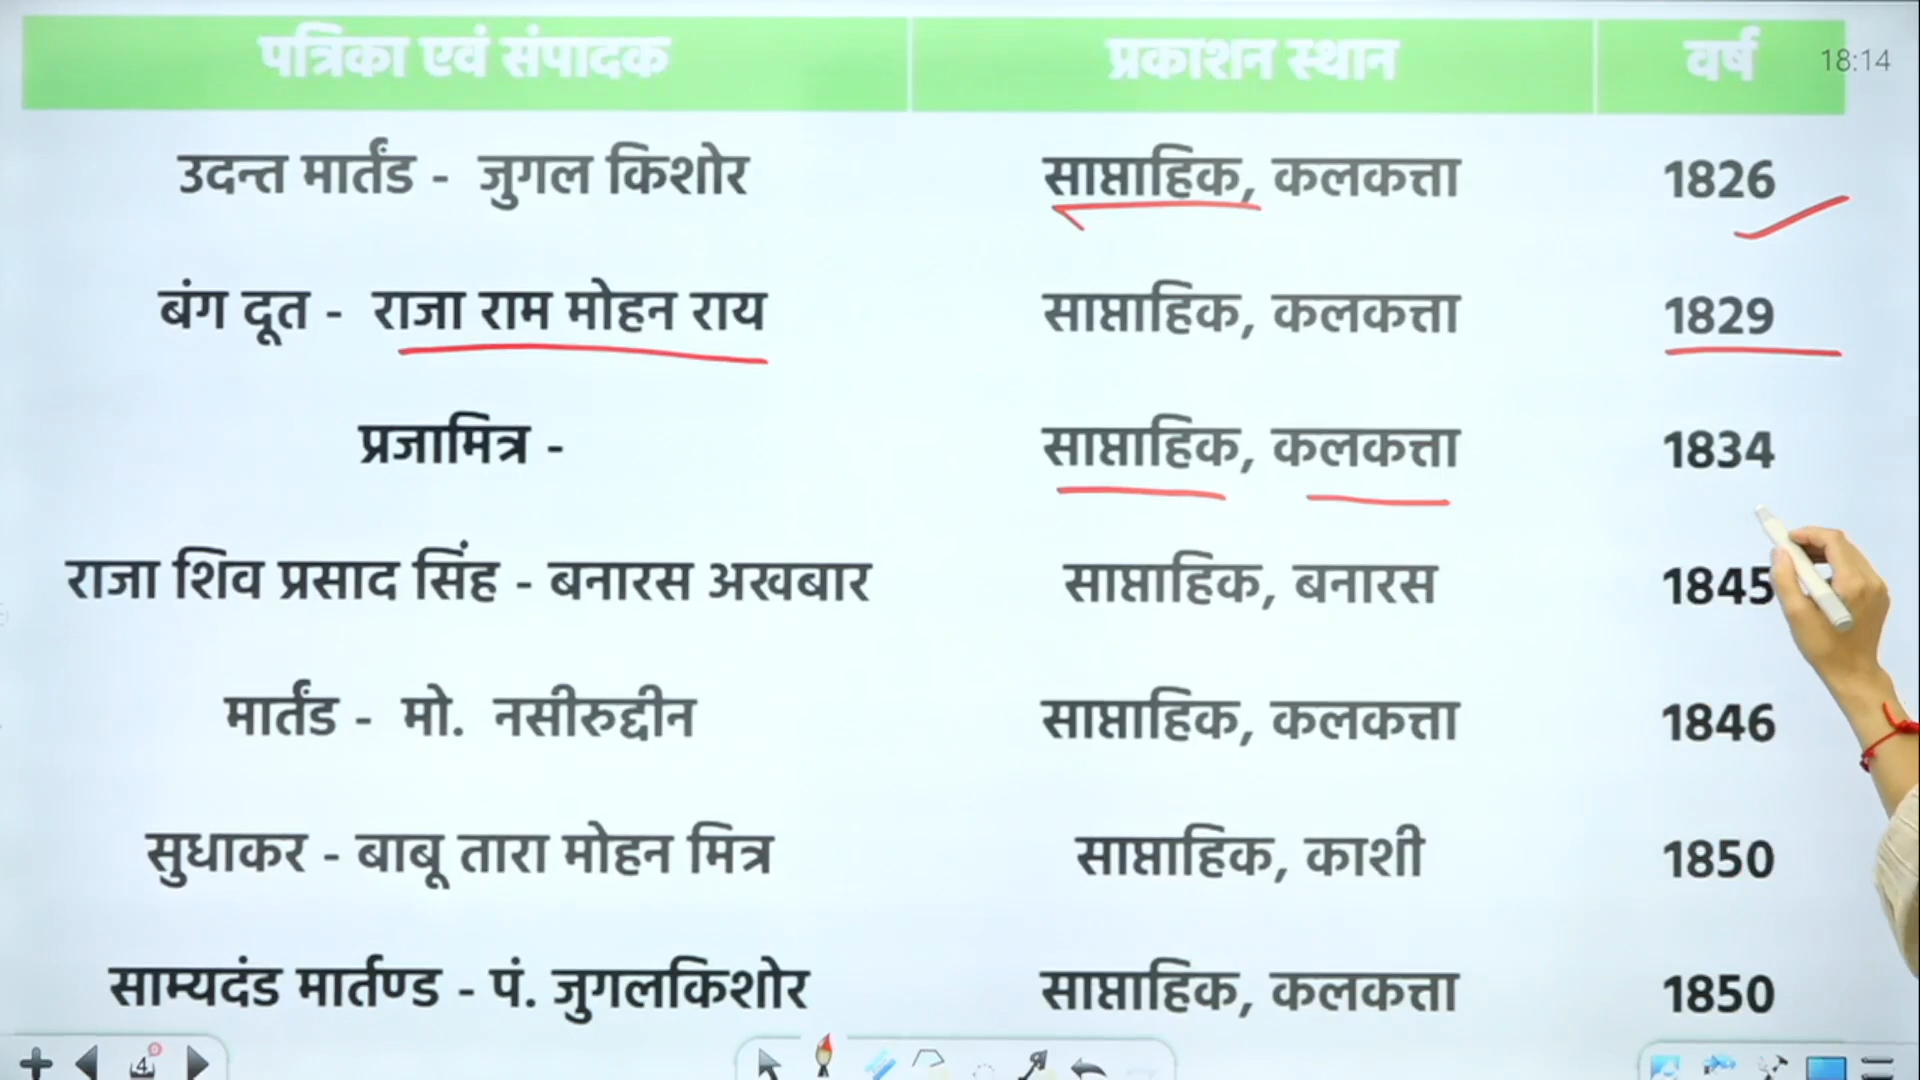 पत्रिका एवं संपादक प्रकाशन स्थान वर्ष 18:14
उदन्त मार्तंड - जुगल किशोर साप्ताहिक, कलकत्ता 1826
बंग दूत - राजा राम मोहन राय साप्ताहिक, कलकत्ता 1829
प्रजामित्र - साप्ताहिक, कलकत्ता 1834
राजा शिव प्रसाद सिंह - बनारस अखबार साप्ताहिक, बनारस 1845
मार्तंड - मो. नसीरुद्दीन साप्ताहिक, कलकत्ता 1846
सुधाकर - बाबू तारा मोहन मित्र साप्ताहिक, काशी 1850
साम्यदंड मार्तण्ड - पं. जुगलकिशोर साप्ताहिक, कलकत्ता 1850
4